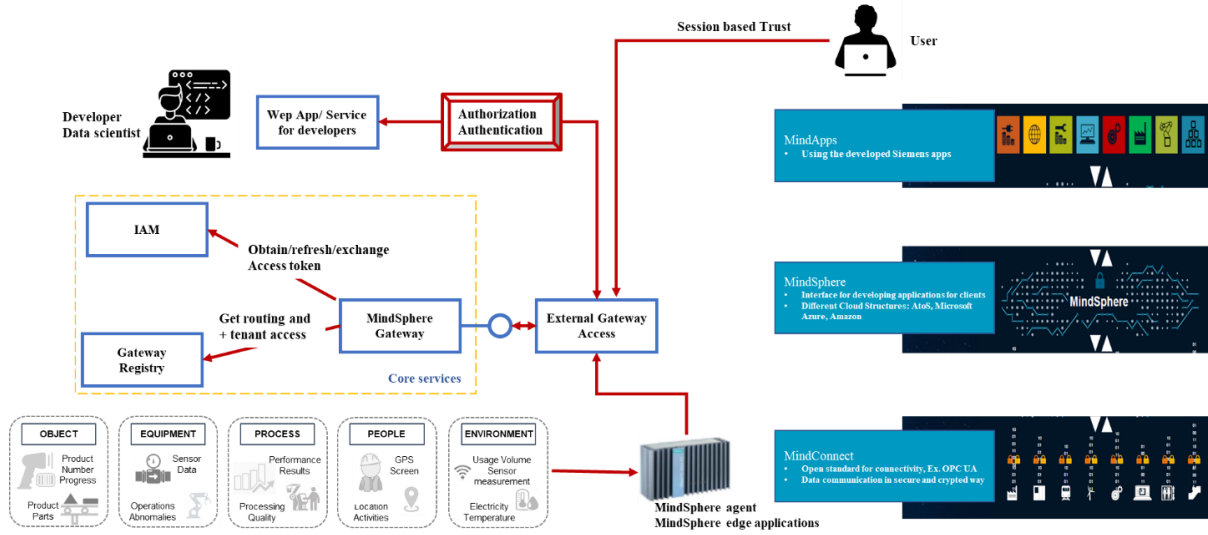 Session based Trust
User
Developer
Data scientist
Wep App/ Service
for developers
Authorization
Authentication
MindApps
• Using the developed Siemens apps
IAM
Obtain/refresh/exchange
Access token
Get routing and
+ tenant access
MindSphere
Gateway
External Gateway
Access
Gateway
Registry
Core services
MindSphere
• Interface for developing applications for clients
• Different Cloud Structures: AtoS, Microsoft
Azure, Amazon
MindSphere
OBJECT
Product
Number
Progress
Product
Parts
EQUIPMENT
Sensor
Data
Operations
Abnormalies
PROCESS
Performance
Results
Processing
Quality
PEOPLE
GPS
Screen
Location
Activities
ENVIRONMENT
Usage Volume
Sensor
measurement
Electricity
Temperature
MindSphere agent
MindSphere edge applications
MindConnect
• Open standard for connectivity, Ex. OPC UA
• Data communication in secure and crypted way